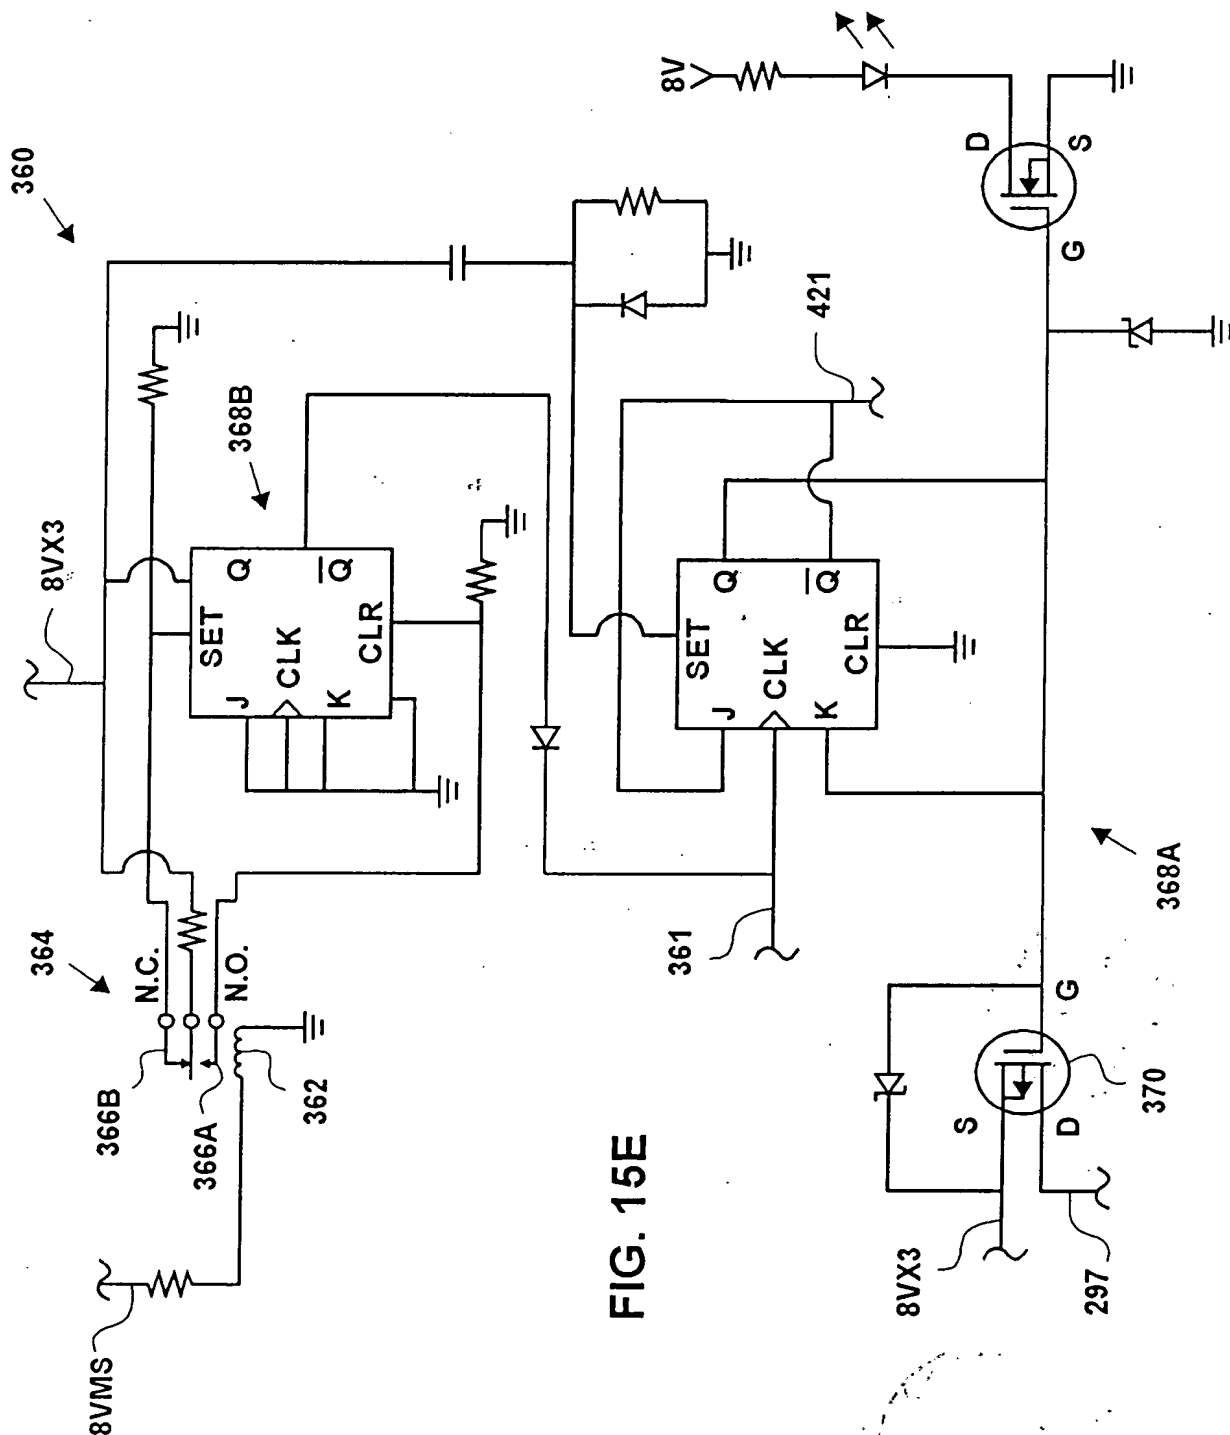 360
8VX3
364
N.C.
N.O.
366B
366A
362
8VMS
368B
SET
Q
J
CLK
Q
K
CLR
8V
D
S
G
421
361
SET
Q
J
CLK
Q
K
CLR
368A
G
S
D
370
8VX3
297
FIG. 15E